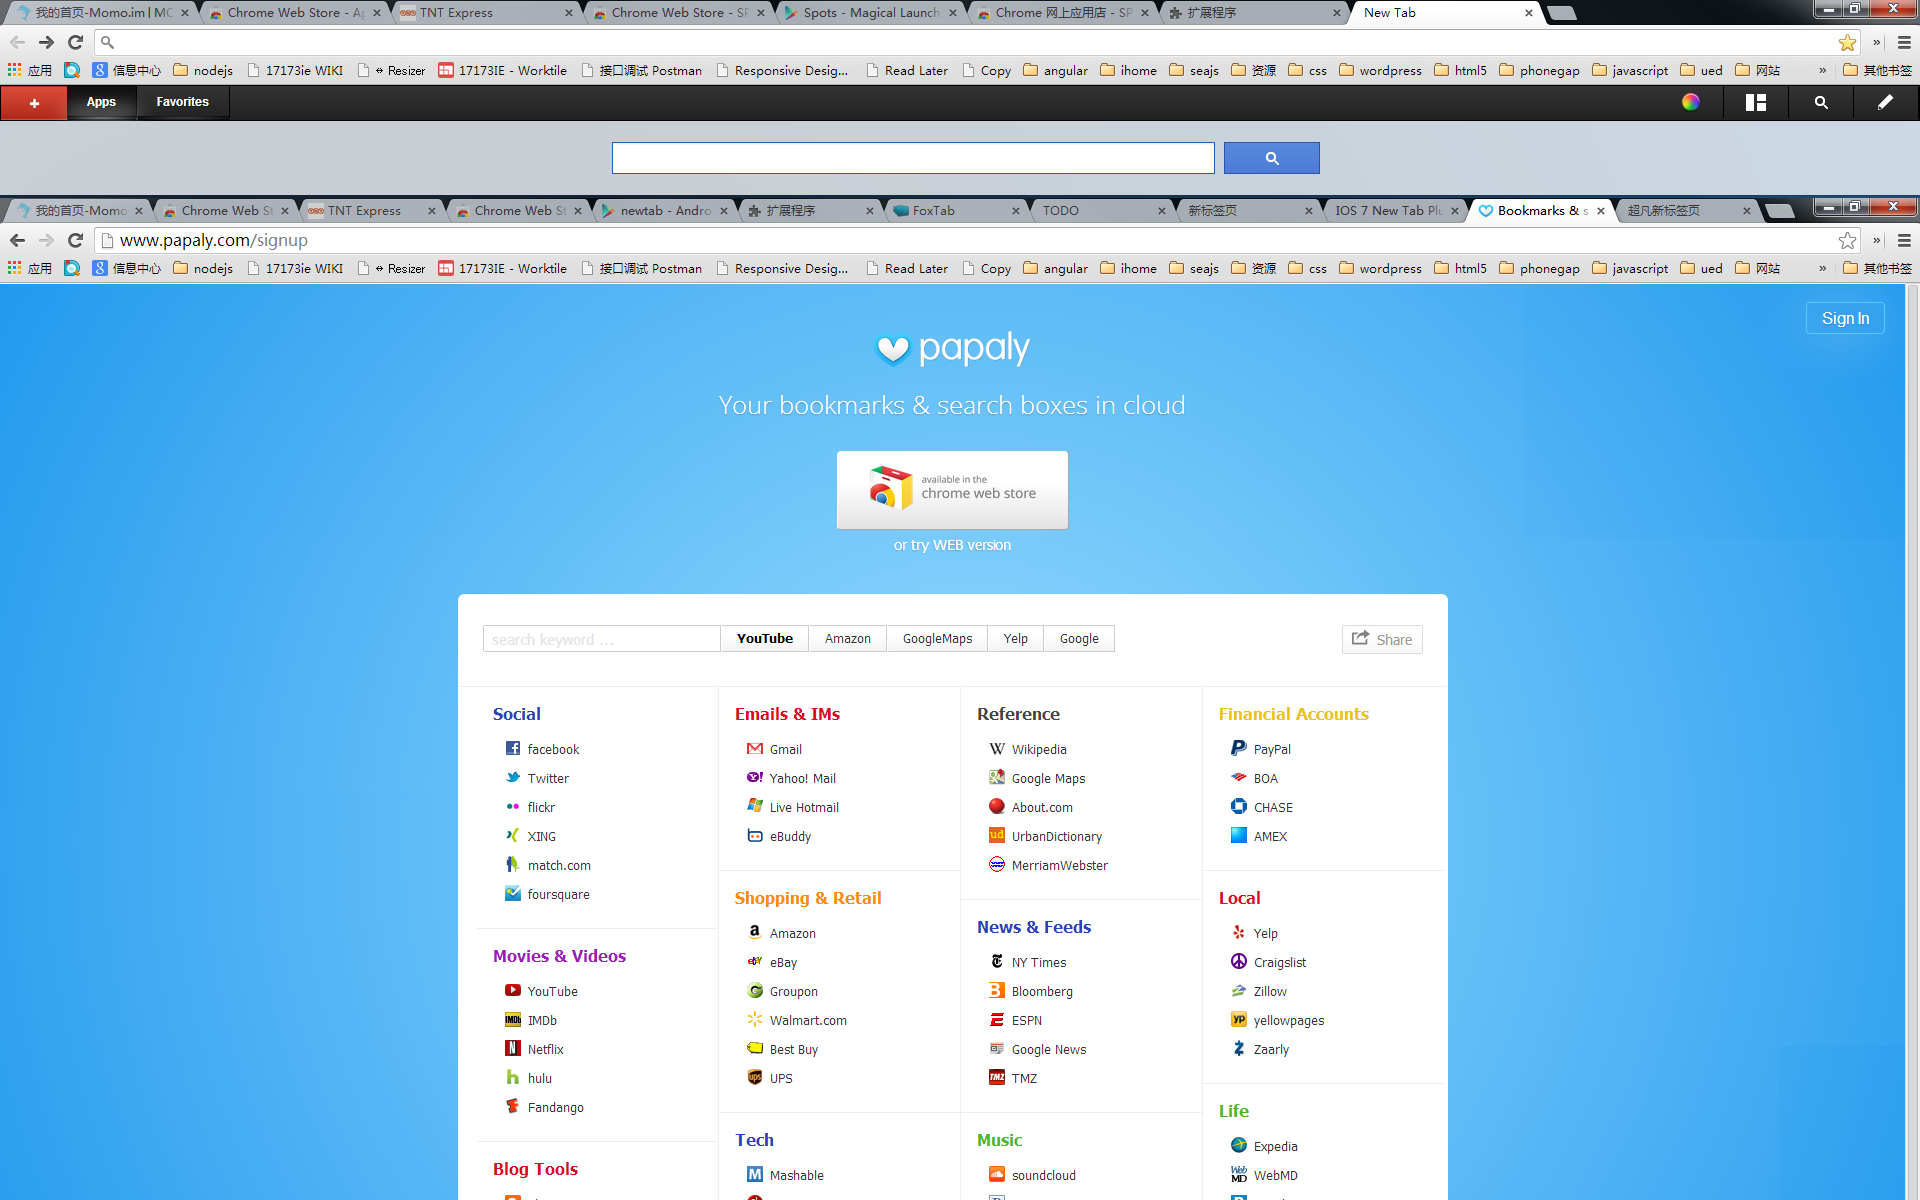 我的首页-Momo.im | MO Chrome Web Store - Ap TNT Express Chrome Web Store - SP Spots - Magical Launch Chrome 网上应用店 - SP 扩展程序 New Tab
应用 信息中心 nodejs 17173ie WIKI ↔ Resizer 17173IE - Worktile 接口调试 Postman Responsive Desig... Read Later Copy angular ihome seajs 资源 css wordpress html5 phonegap javascript ued 网站 » 其他书签
+ Apps Favorites
我的首页-Momo Chrome Web St TNT Express Chrome Web St newtab - Andro 扩展程序 FoxTab TODO 新标签页 IOS 7 New Tab Plu Bookmarks & s 超凡新标签页
www.papaly.com/signup
应用 信息中心 nodejs 17173ie WIKI ↔ Resizer 17173IE - Worktile 接口调试 Postman Responsive Desig... Read Later Copy angular ihome seajs 资源 css wordpress html5 phonegap javascript ued 网站 » 其他书签
Sign In
papaly
Your bookmarks & search boxes in cloud
available in the
chrome web store
or try WEB version
search keyword ... YouTube Amazon GoogleMaps Yelp Google Share
Social
facebook
Twitter
flickr
XING
match.com
foursquare
Movies & Videos
YouTube
IMDb
Netflix
hulu
Fandango
Blog Tools
Emails & IMs
Gmail
Yahoo! Mail
Live Hotmail
eBuddy
Shopping & Retail
Amazon
eBay
Groupon
Walmart.com
Best Buy
UPS
Tech
Mashable
Reference
Wikipedia
Google Maps
About.com
UrbanDictionary
MerriamWebster
News & Feeds
NY Times
Bloomberg
ESPN
Google News
TMZ
Music
soundcloud
Financial Accounts
PayPal
BOA
CHASE
AMEX
Local
Yelp
Craigslist
Zillow
yellowpages
Zaarly
Life
Expedia
WebMD